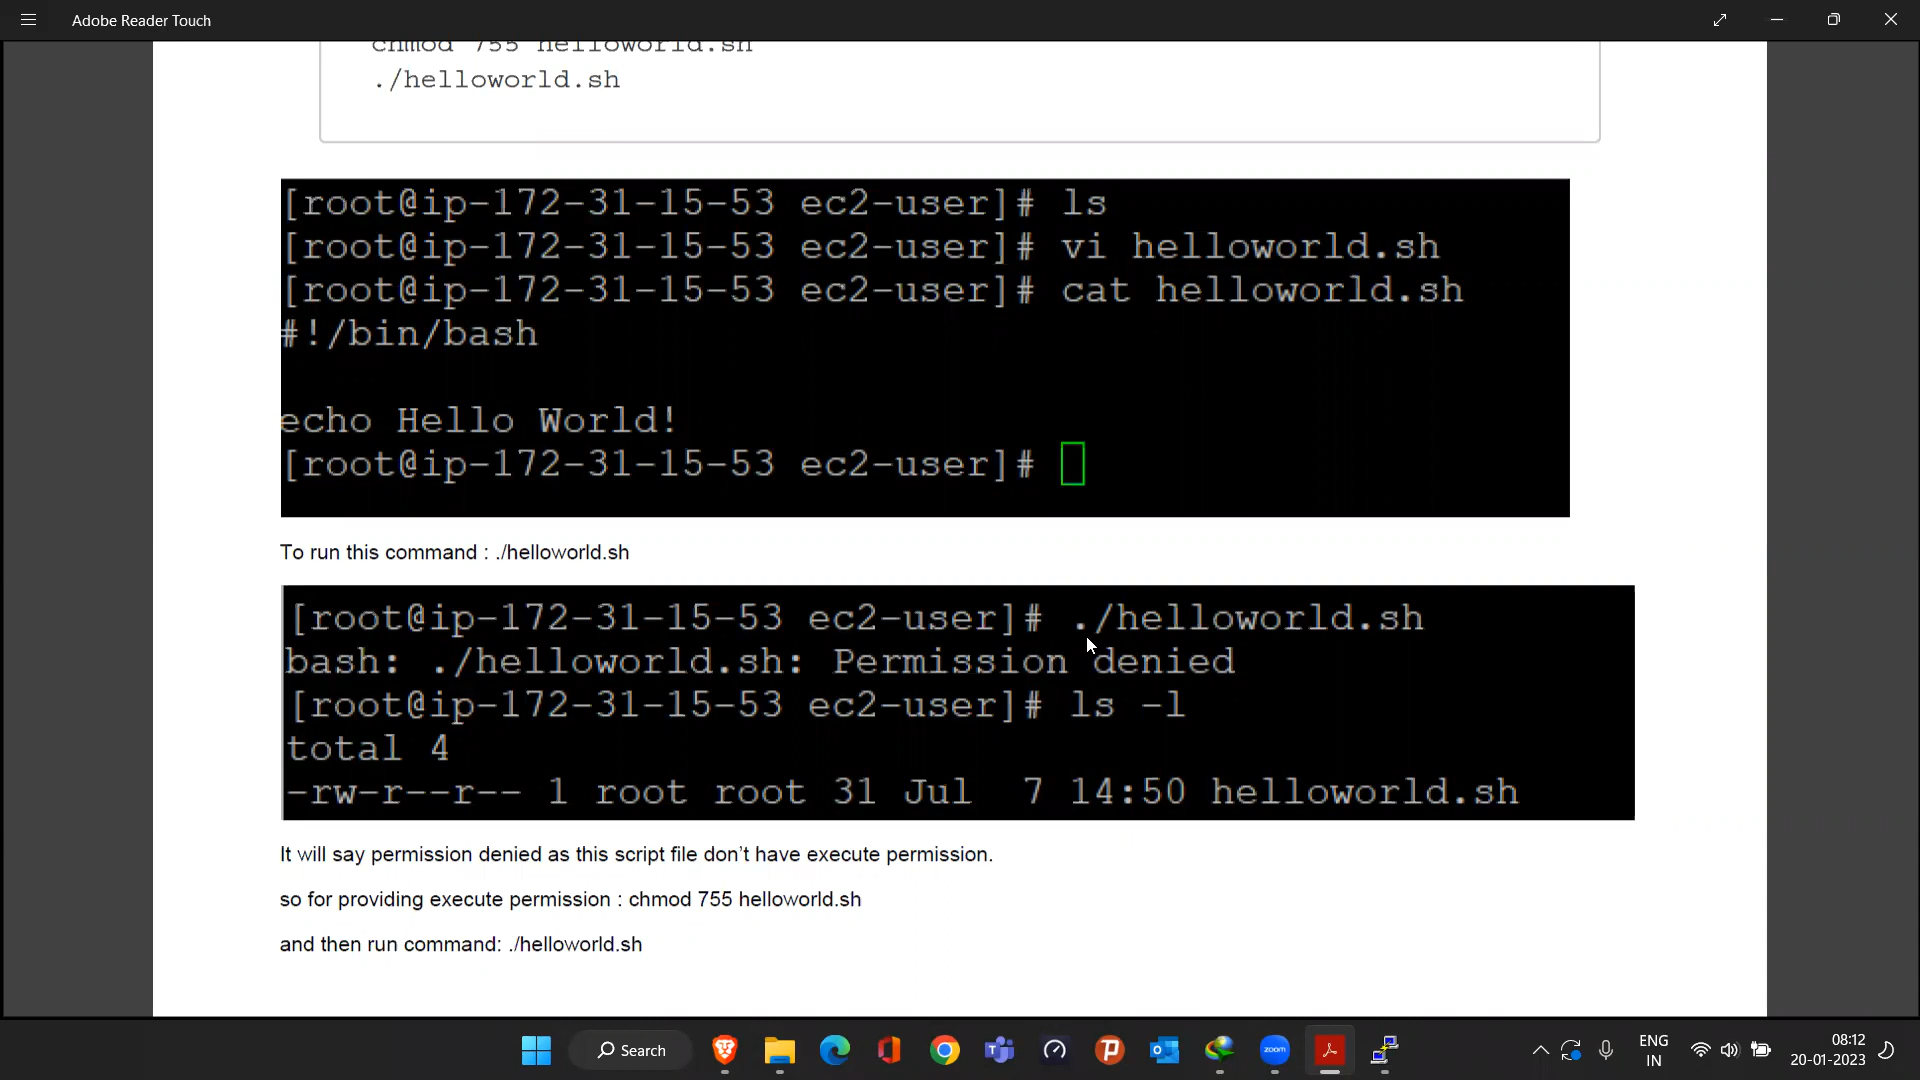 Adobe Reader Touch
chmod 755 helloworld.sh
./helloworld.sh
[root@ip-172-31-15-53 ec2-user]# ls
[root@ip-172-31-15-53 ec2-user]# vi helloworld.sh
[root@ip-172-31-15-53 ec2-user]# cat helloworld.sh
#!/bin/bash
echo Hello World!
[root@ip-172-31-15-53 ec2-user]#
To run this command : ./helloworld.sh
[root@ip-172-31-15-53 ec2-user]# ./helloworld.sh
bash: ./helloworld.sh: Permission denied
[root@ip-172-31-15-53 ec2-user]# ls -l
total 4
-rw-r--r-- 1 root root 31 Jul  7 14:50 helloworld.sh
It will say permission denied as this script file don't have execute permission.
so for providing execute permission : chmod 755 helloworld.sh
and then run command: ./helloworld.sh
Search
zoom
ENG
IN
08:12
20-01-2023